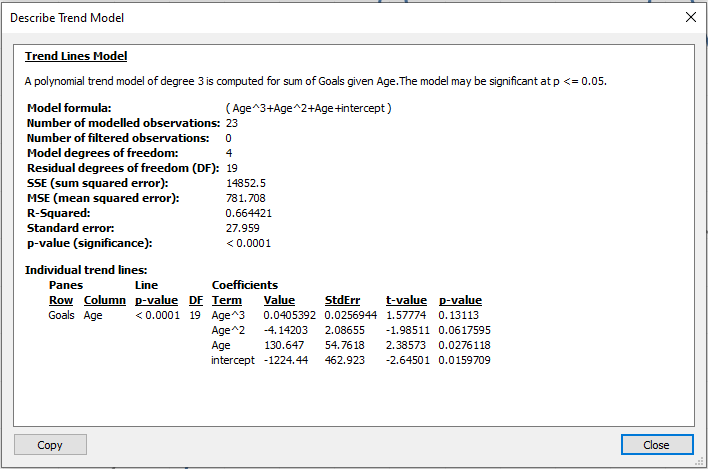 Describe Trend Model
Trend Lines Model
A polynomial trend model of degree 3 is computed for sum of Goals given Age.The model may be significant at p <= 0.05.
Model formula: ( Age^3+Age^2+Age+intercept )
Number of modelled observations: 23
Number of filtered observations: 0
Model degrees of freedom: 4
Residual degrees of freedom (DF): 19
SSE (sum squared error): 14852.5
MSE (mean squared error): 781.708
R-Squared: 0.664421
Standard error: 27.959
p-value (significance): < 0.0001
Individual trend lines:
Panes Line Coefficients
Row Column p-value DF Term Value StdErr t-value p-value
Goals Age < 0.0001 19 Age^3 0.0405392 0.0256944 1.57774 0.13113
Age^2 -4.14203 2.08655 -1.98511 0.0617595
Age 130.647 54.7618 2.38573 0.0276118
intercept -1224.44 462.923 -2.64501 0.0159709
Copy Close